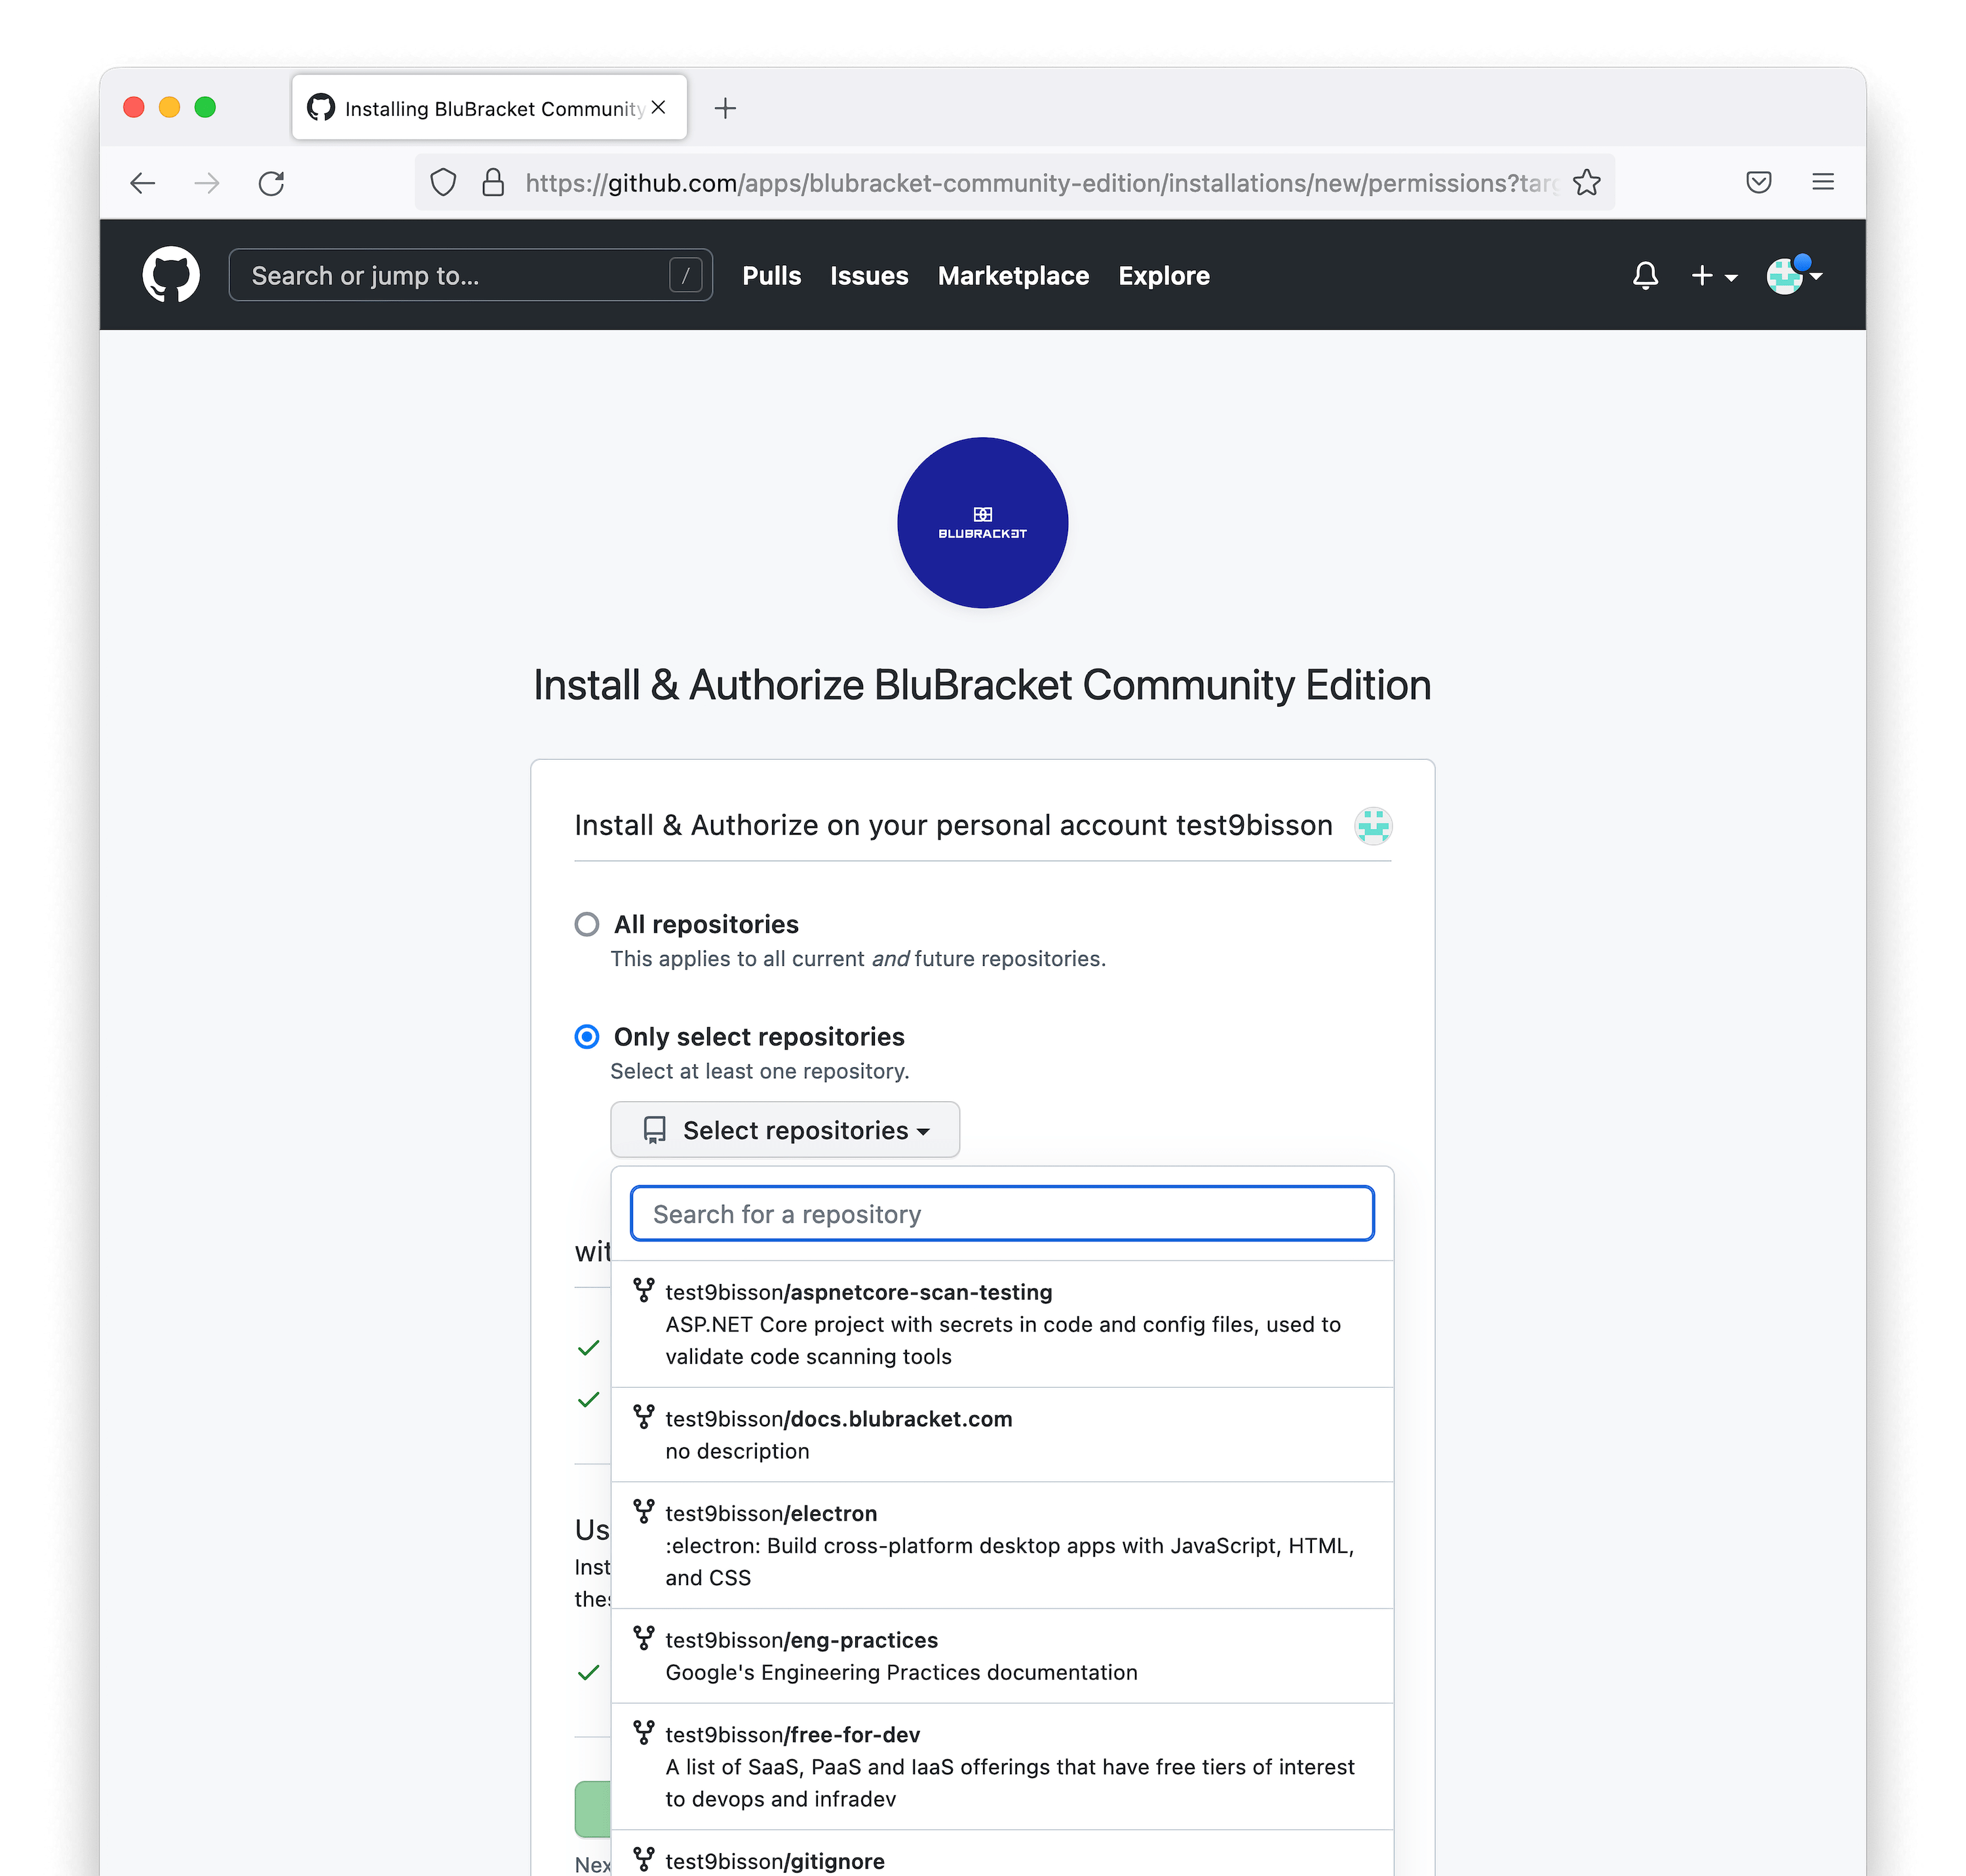 Installing BluBracket Community
https://github.com/apps/blubracket-community-edition/installations/new/permissions?targ
Search or jump to...
/
Pulls
Issues
Marketplace
Explore
BLUBRACKET
Install & Authorize BluBracket Community Edition
Install & Authorize on your personal account test9bisson
All repositories
This applies to all current and future repositories.
Only select repositories
Select at least one repository.
Select repositories
Search for a repository
wit
test9bisson/aspnetcore-scan-testing
ASP.NET Core project with secrets in code and config files, used to
validate code scanning tools
test9bisson/docs.blubracket.com
no description
test9bisson/electron
:electron: Build cross-platform desktop apps with JavaScript, HTML,
and CSS
Us
Inst
thes
test9bisson/eng-practices
Google's Engineering Practices documentation
test9bisson/free-for-dev
A list of SaaS, PaaS and IaaS offerings that have free tiers of interest
to devops and infradev
test9bisson/gitignore
Nex